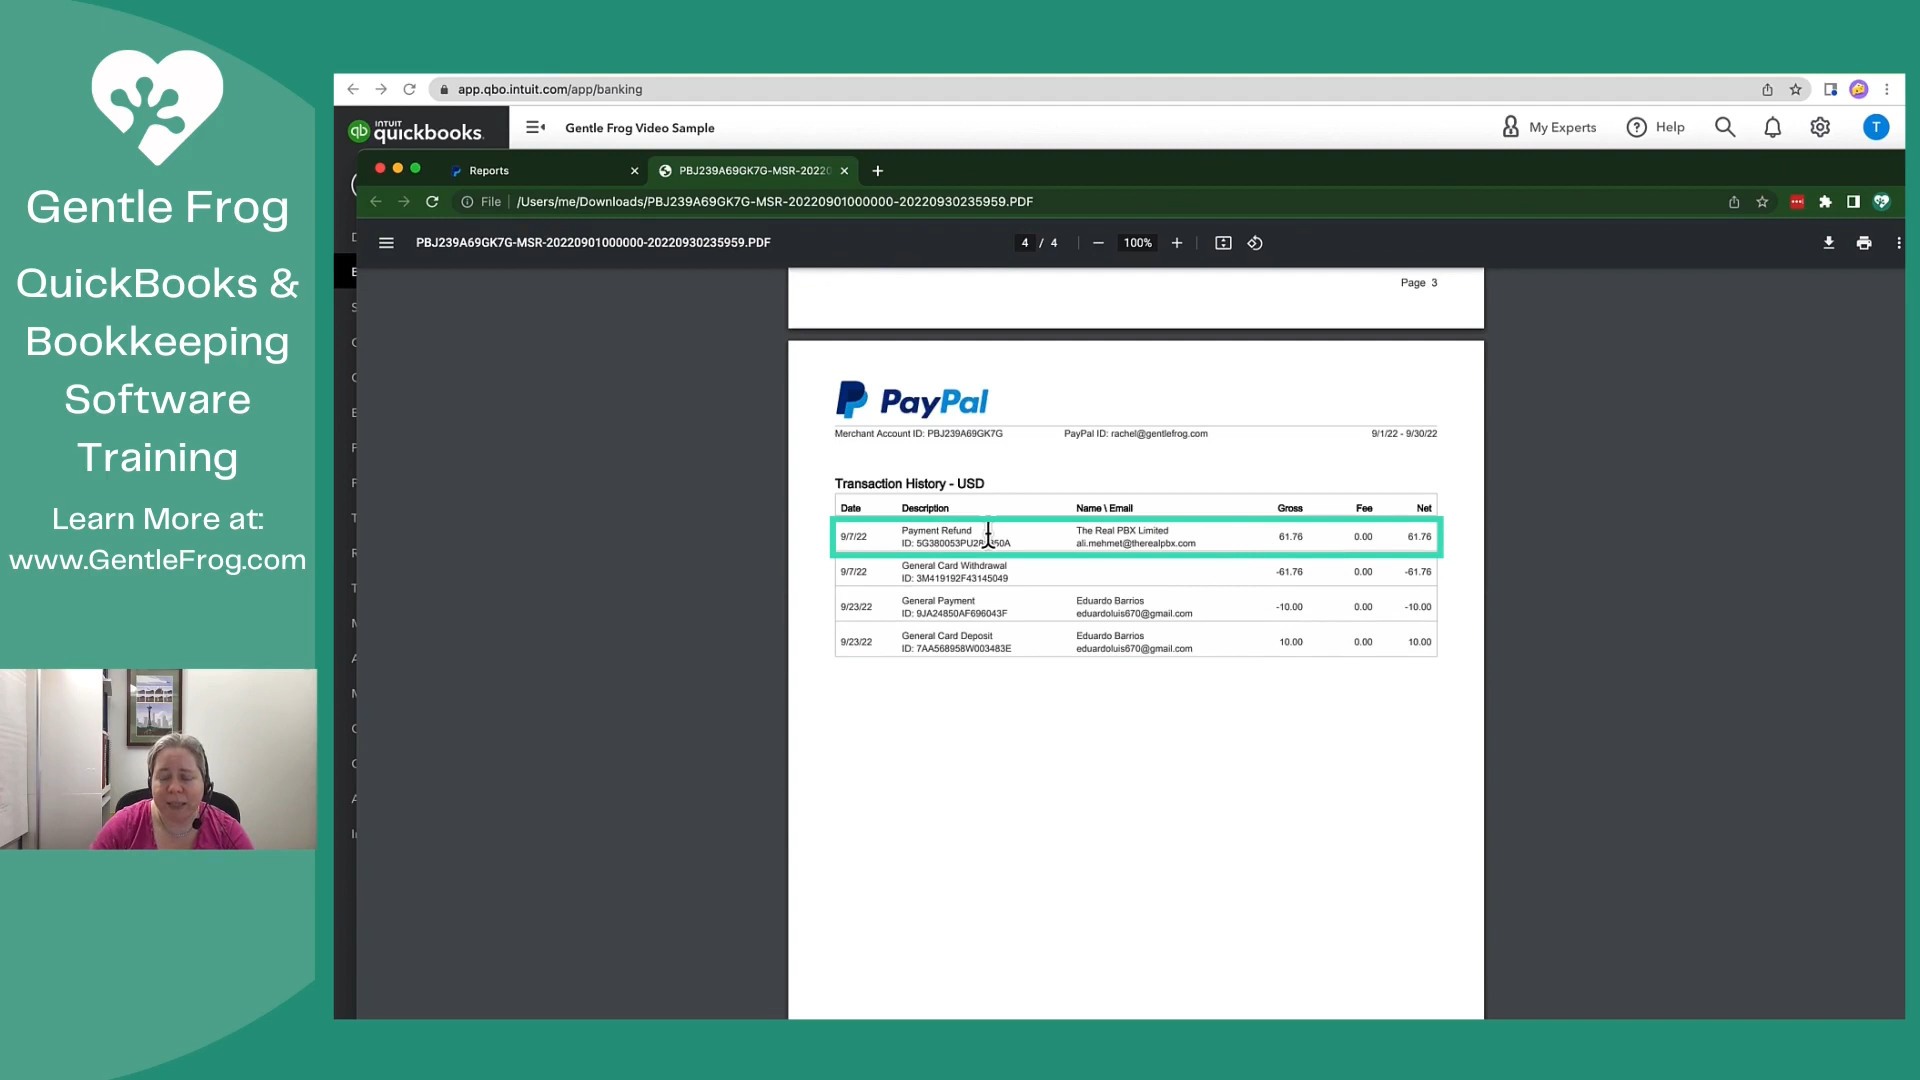 Gentle Frog
QuickBooks &
Bookkeeping
Software
Training
Learn More at:
www.GentleFrog.com
app.qbo.intuit.com/app/banking
qb INTUIT quickbooks.
Gentle Frog Video Sample
My Experts
Help
T
Reports
PBJ239A69GK7G-MSR-2022
File
/Users/me/Downloads/PBJ239A69GK7G-MSR-20220901000000-20220930235959.PDF
PBJ239A69GK7G-MSR-20220901000000-20220930235959.PDF
4 / 4
100%
Page 3
PayPal
Merchant Account ID: PBJ239A69GK7G PayPal ID: rachel@gentlefrog.com 9/1/22 - 9/30/22
Transaction History - USD
Date Description Name \ Email Gross Fee Net
9/7/22 Payment Refund The Real PBX Limited 61.76 0.00 61.76
ID: ali.mehmet@therealpbx.com
9/7/22 General Card Withdrawal -61.76 0.00 -61.76
ID: 3M419192F43145049
9/23/22 General Payment Eduardo Barrios -10.00 0.00 -10.00
ID: 9JA24850AF696043F eduardoluis670@gmail.com
9/23/22 General Card Deposit Eduardo Barrios 10.00 0.00 10.00
ID: 7AA568958W003483E eduardoluis670@gmail.com